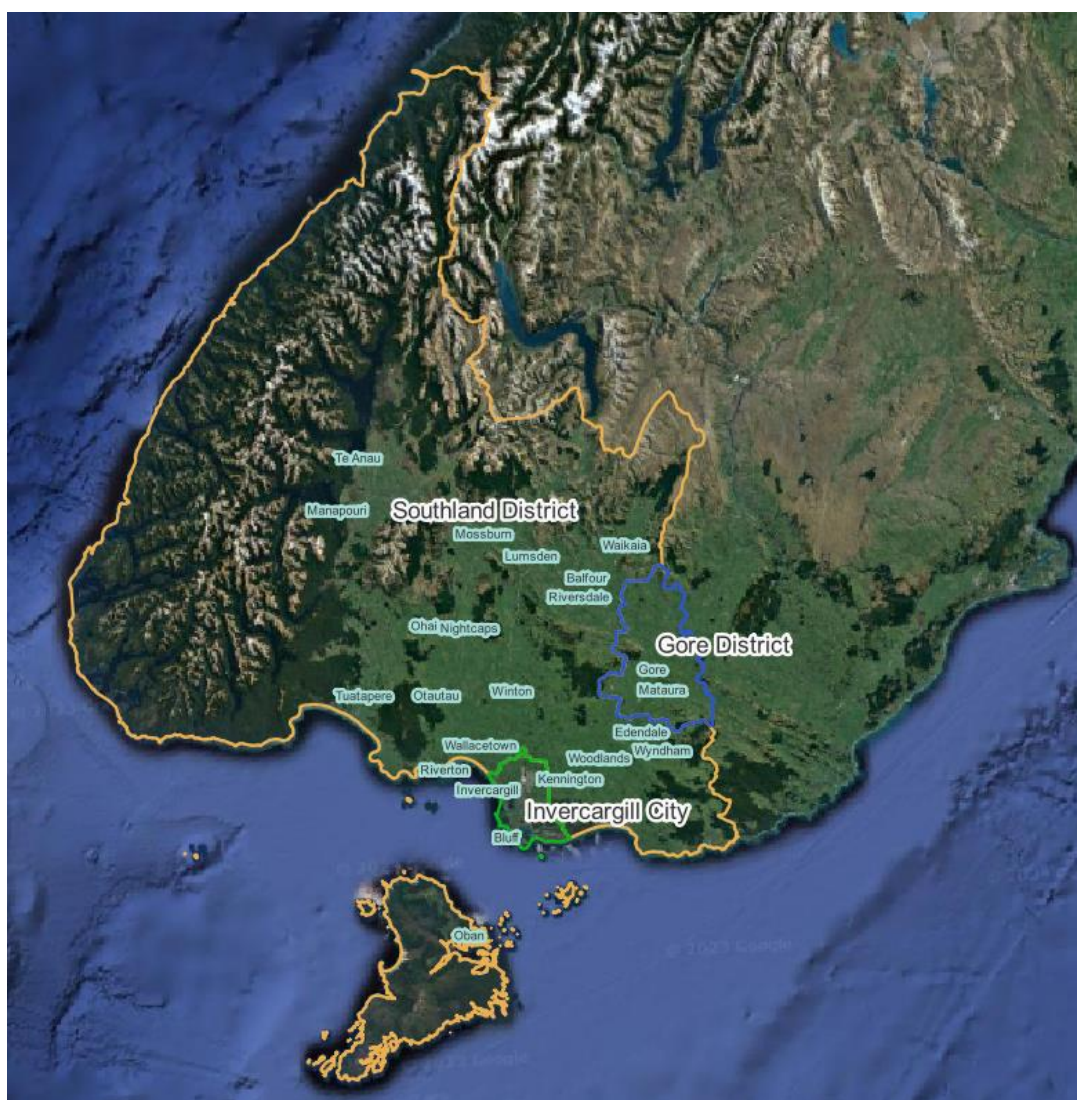 Te Anau
Southland District
Manapouri
Mossburn
Waikaia
Lumsden
Balfour
Riversdale
Ohai
Nightcaps
Gore District
Gore
Mataura
Tuatapere
Otautau
Winton
Edendale
Wallacetown
Wyndham
Woodlands
Riverton
Kennington
Invercargill
Invercargill City
Bluff
Oban